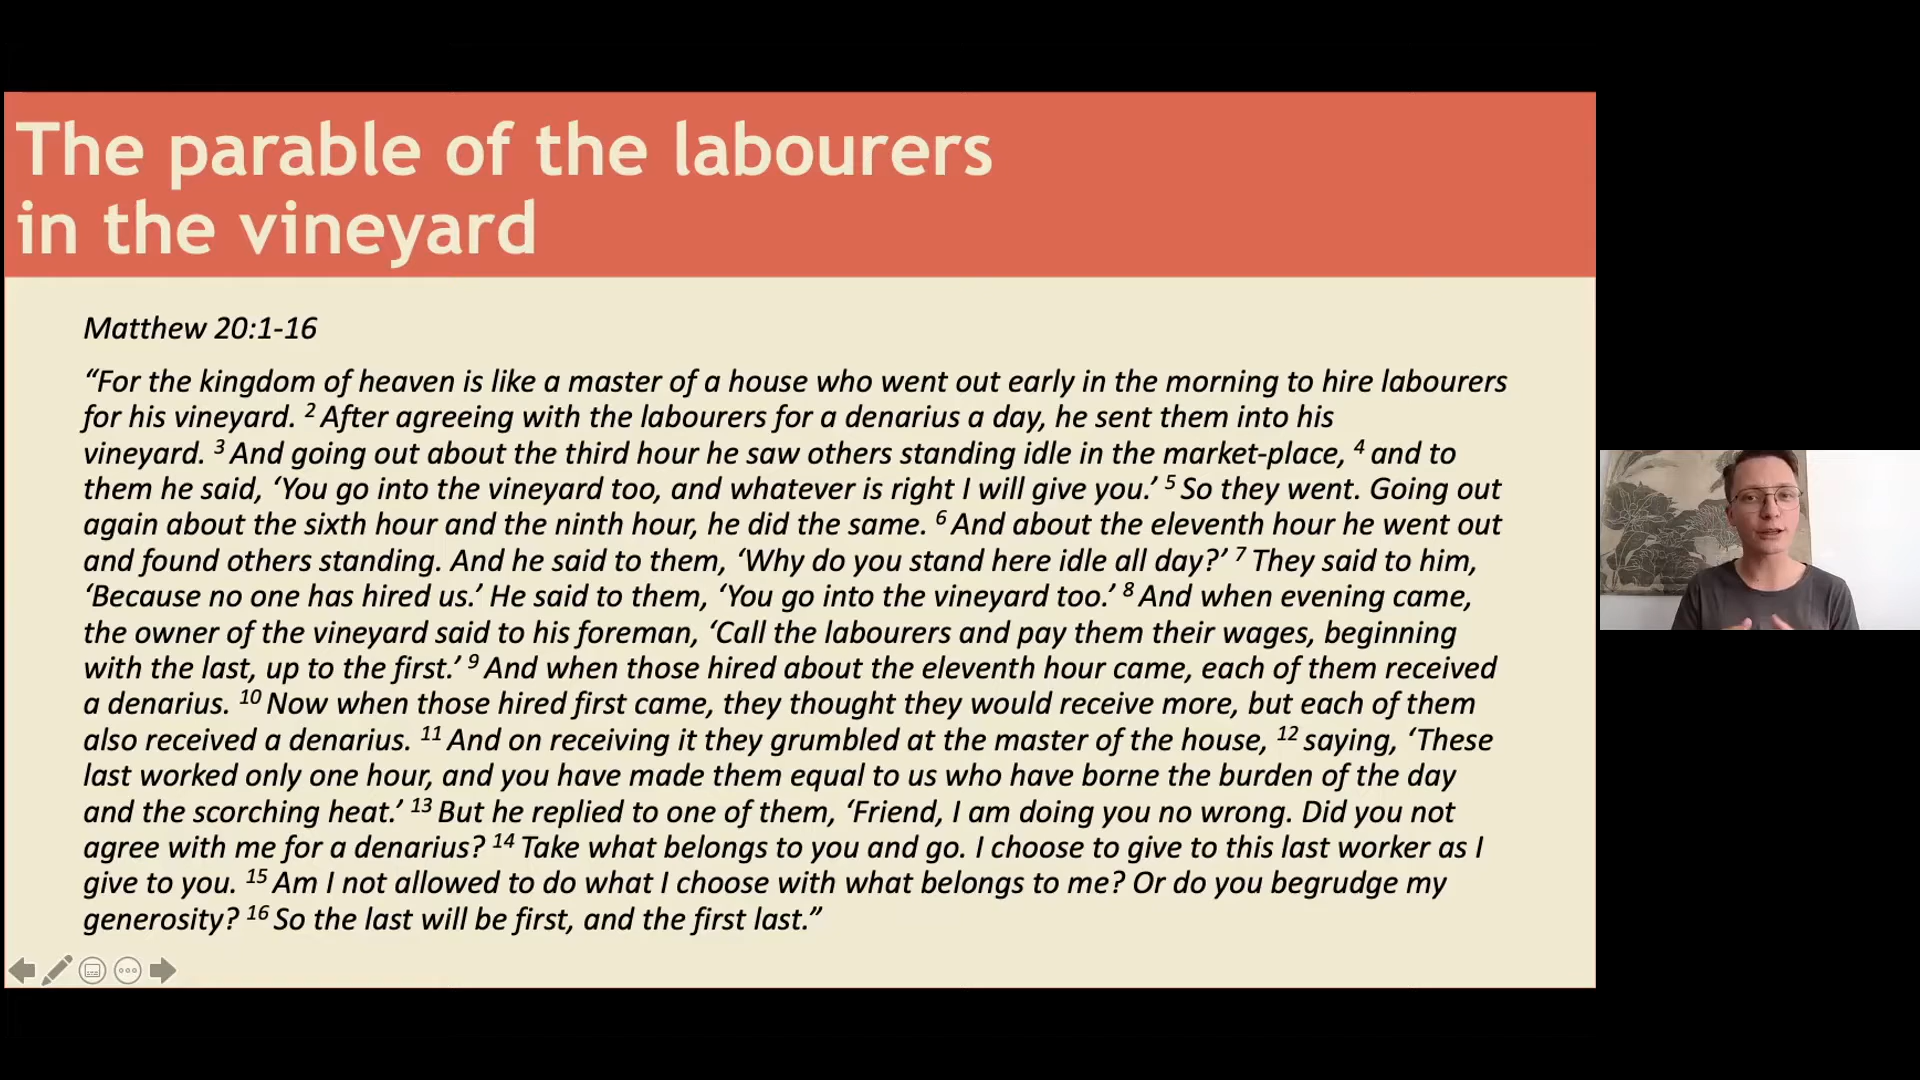 The parable of the labourers
in the vineyard
Matthew 20:1-16
“For the kingdom of heaven is like a master of a house who went out early in the morning to hire labourers
for his vineyard. 2 After agreeing with the labourers for a denarius a day, he sent them into his
vineyard. 3 And going out about the third hour he saw others standing idle in the market-place, 4 and to
them he said, ‘You go into the vineyard too, and whatever is right I will give you.’ 5 So they went. Going out
again about the sixth hour and the ninth hour, he did the same. 6 And about the eleventh hour he went out
and found others standing. And he said to them, ‘Why do you stand here idle all day?’ 7 They said to him,
‘Because no one has hired us.’ He said to them, ‘You go into the vineyard too.’ 8 And when evening came,
the owner of the vineyard said to his foreman, ‘Call the labourers and pay them their wages, beginning
with the last, up to the first.’ 9 And when those hired about the eleventh hour came, each of them received
a denarius. 10 Now when those hired first came, they thought they would receive more, but each of them
also received a denarius. 11 And on receiving it they grumbled at the master of the house, 12 saying, ‘These
last worked only one hour, and you have made them equal to us who have borne the burden of the day
and the scorching heat.’ 13 But he replied to one of them, ‘Friend, I am doing you no wrong. Did you not
agree with me for a denarius? 14 Take what belongs to you and go. I choose to give to this last worker as I
give to you. 15 Am I not allowed to do what I choose with what belongs to me? Or do you begrudge my
generosity? 16 So the last will be first, and the first last.”